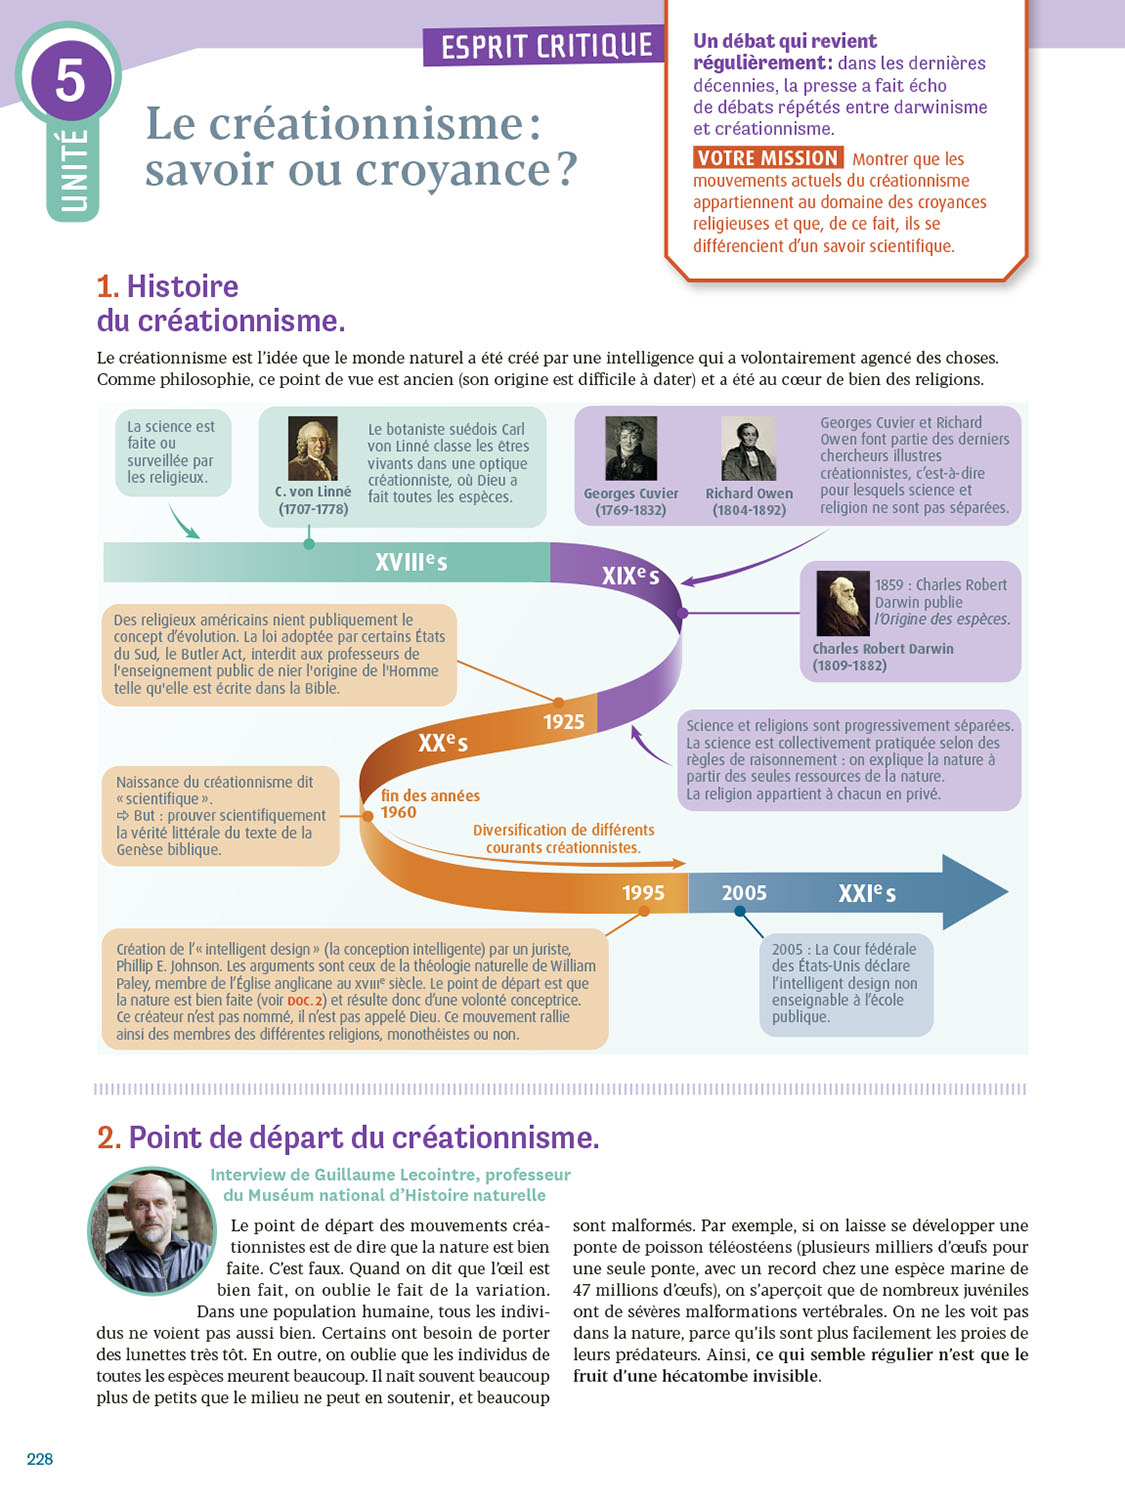 5
UNITÉ
ESPRIT CRITIQUE
Le créationnisme :
savoir ou croyance ?
Un débat qui revient
régulièrement : dans les dernières
décennies, la presse a fait écho
de débats répétés entre darwinisme
et créationnisme.
VOTRE MISSION Montrer que les
mouvements actuels du créationnisme
appartiennent au domaine des croyances
religieuses et que, de ce fait, ils se
différencient d'un savoir scientifique.
1. Histoire
du créationnisme.
Le créationnisme est l'idée que le monde naturel a été créé par une intelligence qui a volontairement agencé des choses.
Comme philosophie, ce point de vue est ancien (son origine est difficile à dater) et a été au cœur de bien des religions.
La science est
faite ou
surveillée par
les religieux.
C. von Linné
(1707-1778)
Le botaniste suédois Carl
von Linné classe les êtres
vivants dans une optique
créationniste, où Dieu a
fait toutes les espèces.
Georges Cuvier
(1769-1832)
Richard Owen
(1804-1892)
Georges Cuvier et Richard
Owen font partie des derniers
chercheurs illustres
créationnistes, c'est-à-dire
pour lesquels science et
religion ne sont pas séparées.
XVIIIe s
XIXe s
1859 : Charles Robert
Darwin publie
l'Origine des espèces.
Charles Robert Darwin
(1809-1882)
Des religieux américains nient publiquement le
concept d'évolution. La loi adoptée par certains États
du Sud, le Butler Act, interdit aux professeurs de
l'enseignement public de nier l'origine de l'Homme
telle qu'elle est écrite dans la Bible.
1925
XXe s
Science et religions sont progressivement séparées.
La science est collectivement pratiquée selon des
règles de raisonnement : on explique la nature à
partir des seules ressources de la nature.
La religion appartient à chacun en privé.
Naissance du créationnisme dit
« scientifique ».
⇨ But : prouver scientifiquement
la vérité littérale du texte de la
Genèse biblique.
fin des années
1960
Diversification de différents
courants créationnistes.
1995
2005
XXIe s
Création de l'« intelligent design » (la conception intelligente) par un juriste,
Phillip E. Johnson. Les arguments sont ceux de la théologie naturelle de William
Paley, membre de l'Église anglicane au XVIIIe siècle. Le point de départ est que
la nature est bien faite (voir DOC. 2) et résulte donc d'une volonté conceptrice.
Ce créateur n'est pas nommé, il n'est pas appelé Dieu. Ce mouvement rallie
ainsi des membres des différentes religions, monothéistes ou non.
2005 : La Cour fédérale
des États-Unis déclare
l'intelligent design non
enseignable à l'école
publique.
2. Point de départ du créationnisme.
Interview de Guillaume Lecointre, professeur
du Muséum national d'Histoire naturelle
Le point de départ des mouvements créa-
tionnistes est de dire que la nature est bien
faite. C'est faux. Quand on dit que l'œil est
bien fait, on oublie le fait de la variation.
Dans une population humaine, tous les indivi-
dus ne voient pas aussi bien. Certains ont besoin de porter
des lunettes très tôt. En outre, on oublie que les individus de
toutes les espèces meurent beaucoup. Il naît souvent beaucoup
plus de petits que le milieu ne peut en soutenir, et beaucoup
sont malformés. Par exemple, si on laisse se développer une
ponte de poisson téléostéens (plusieurs milliers d'œufs pour
une seule ponte, avec un record chez une espèce marine de
47 millions d'œufs), on s'aperçoit que de nombreux juvéniles
ont de sévères malformations vertébrales. On ne les voit pas
dans la nature, parce qu'ils sont plus facilement les proies de
leurs prédateurs. Ainsi, ce qui semble régulier n'est que le
fruit d'une hécatombe invisible.
228